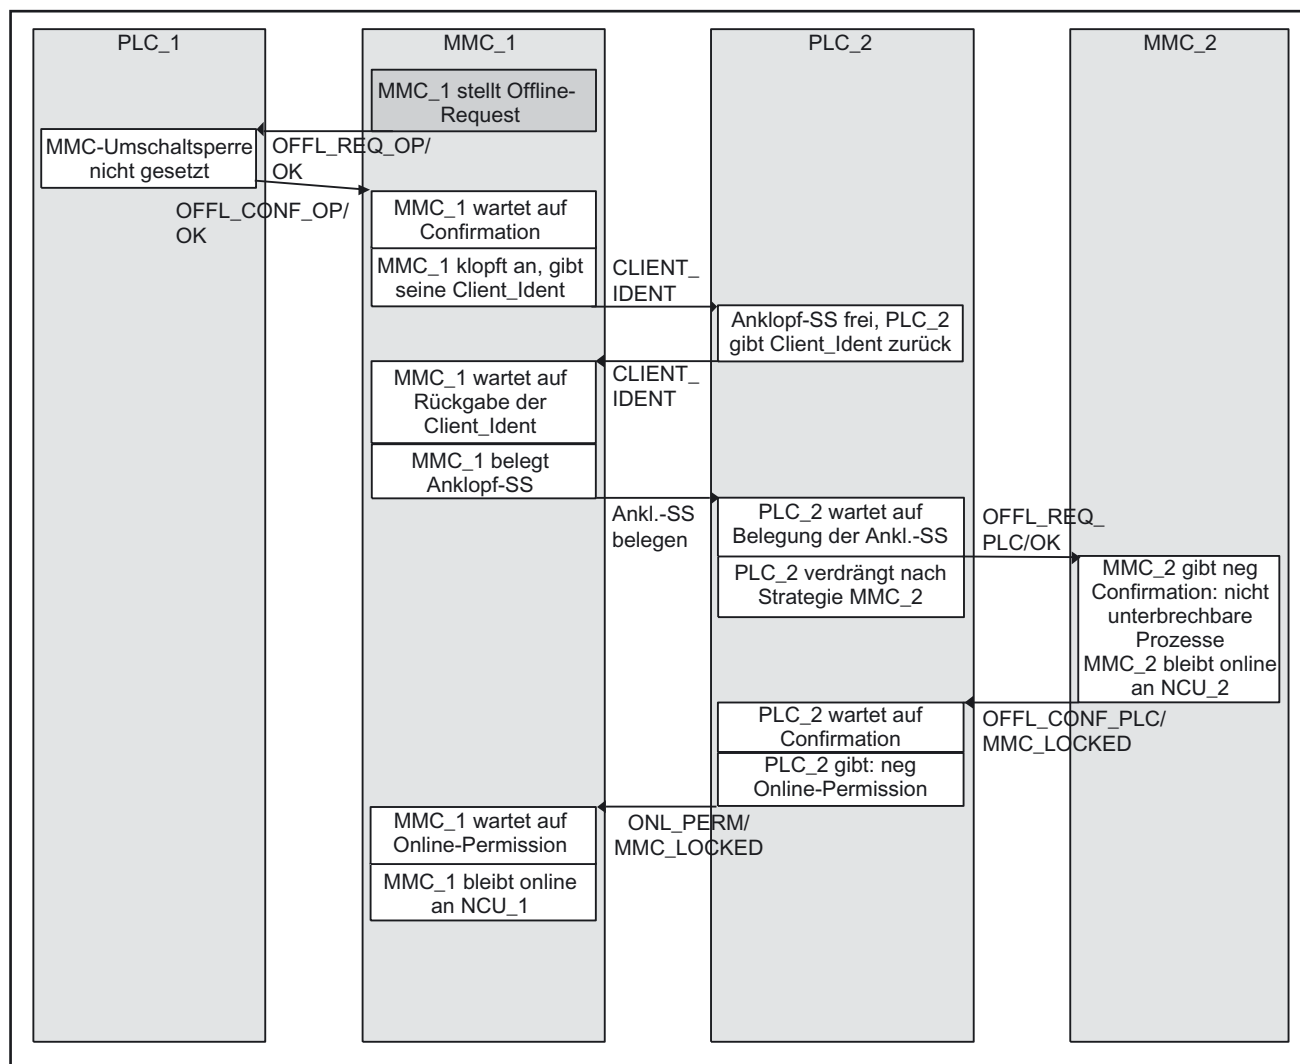 PLC_1
MMC_1
PLC_2
MMC_2
MMC_1 stellt Offline-
Request
MMC-Umschaltsperre
nicht gesetzt
OFFL_REQ_OP/
OK
OFFL_CONF_OP/
OK
MMC_1 wartet auf
Confirmation
MMC_1 klopft an, gibt
seine Client_Ident
CLIENT_
IDENT
Anklopf-SS frei, PLC_2
gibt Client_Ident zurück
CLIENT_
IDENT
MMC_1 wartet auf
Rückgabe der
Client_Ident
MMC_1 belegt
Anklopf-SS
Ankl.-SS
belegen
PLC_2 wartet auf
Belegung der Ankl.-SS
PLC_2 verdrängt nach
Strategie MMC_2
OFFL_REQ_
PLC/OK
MMC_2 gibt neg
Confirmation: nicht
unterbrechbare
Prozesse
MMC_2 bleibt online
an NCU_2
OFFL_CONF_PLC/
MMC_LOCKED
PLC_2 wartet auf
Confirmation
PLC_2 gibt: neg
Online-Permission
ONL_PERM/
MMC_LOCKED
MMC_1 wartet auf
Online-Permission
MMC_1 bleibt online
an NCU_1